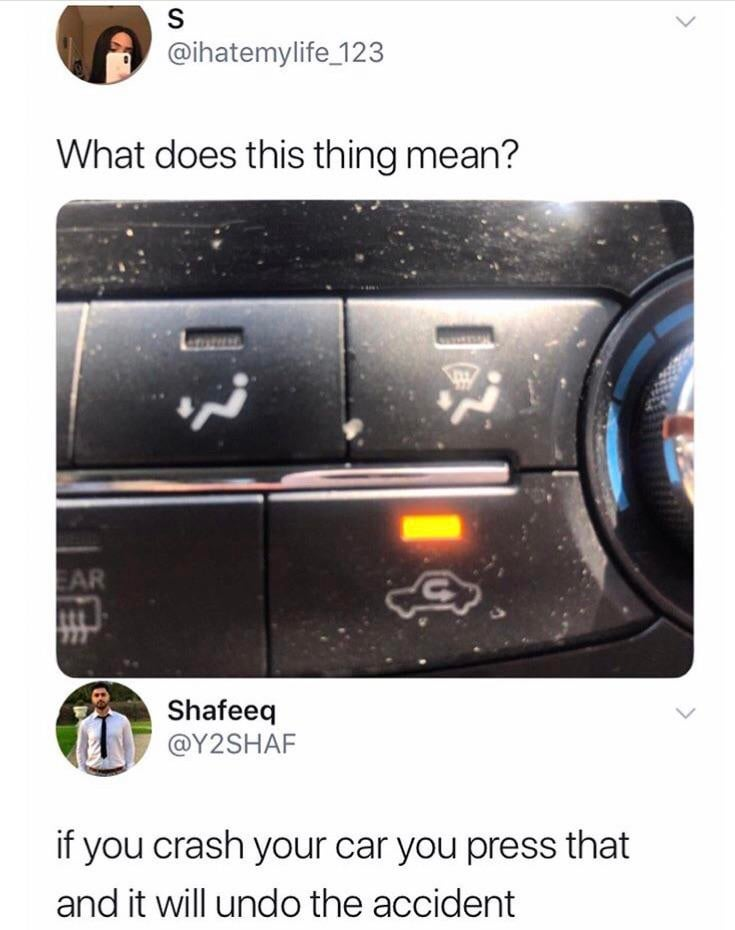 S
@ihatemylife_123
What does this thing mean?
EAR
Shafeeq
@Y2SHAF
if you crash your car you press that
and it will undo the accident